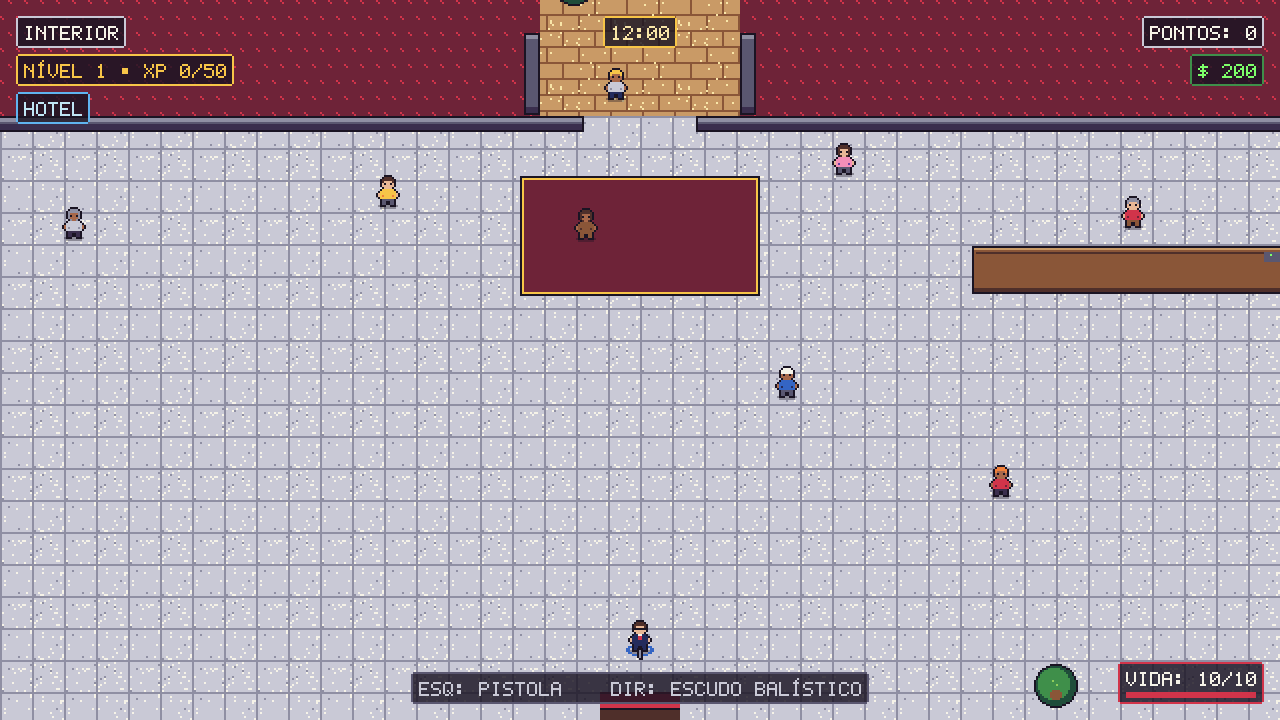 INTERIOR
12:00
PONTOS: 0
NÍVEL 1 ▪ XP 0/50
$ 200
HOTEL
VIDA: 10/10
ESQ: PISTOLA DIR: ESCUDO BALÍSTICO